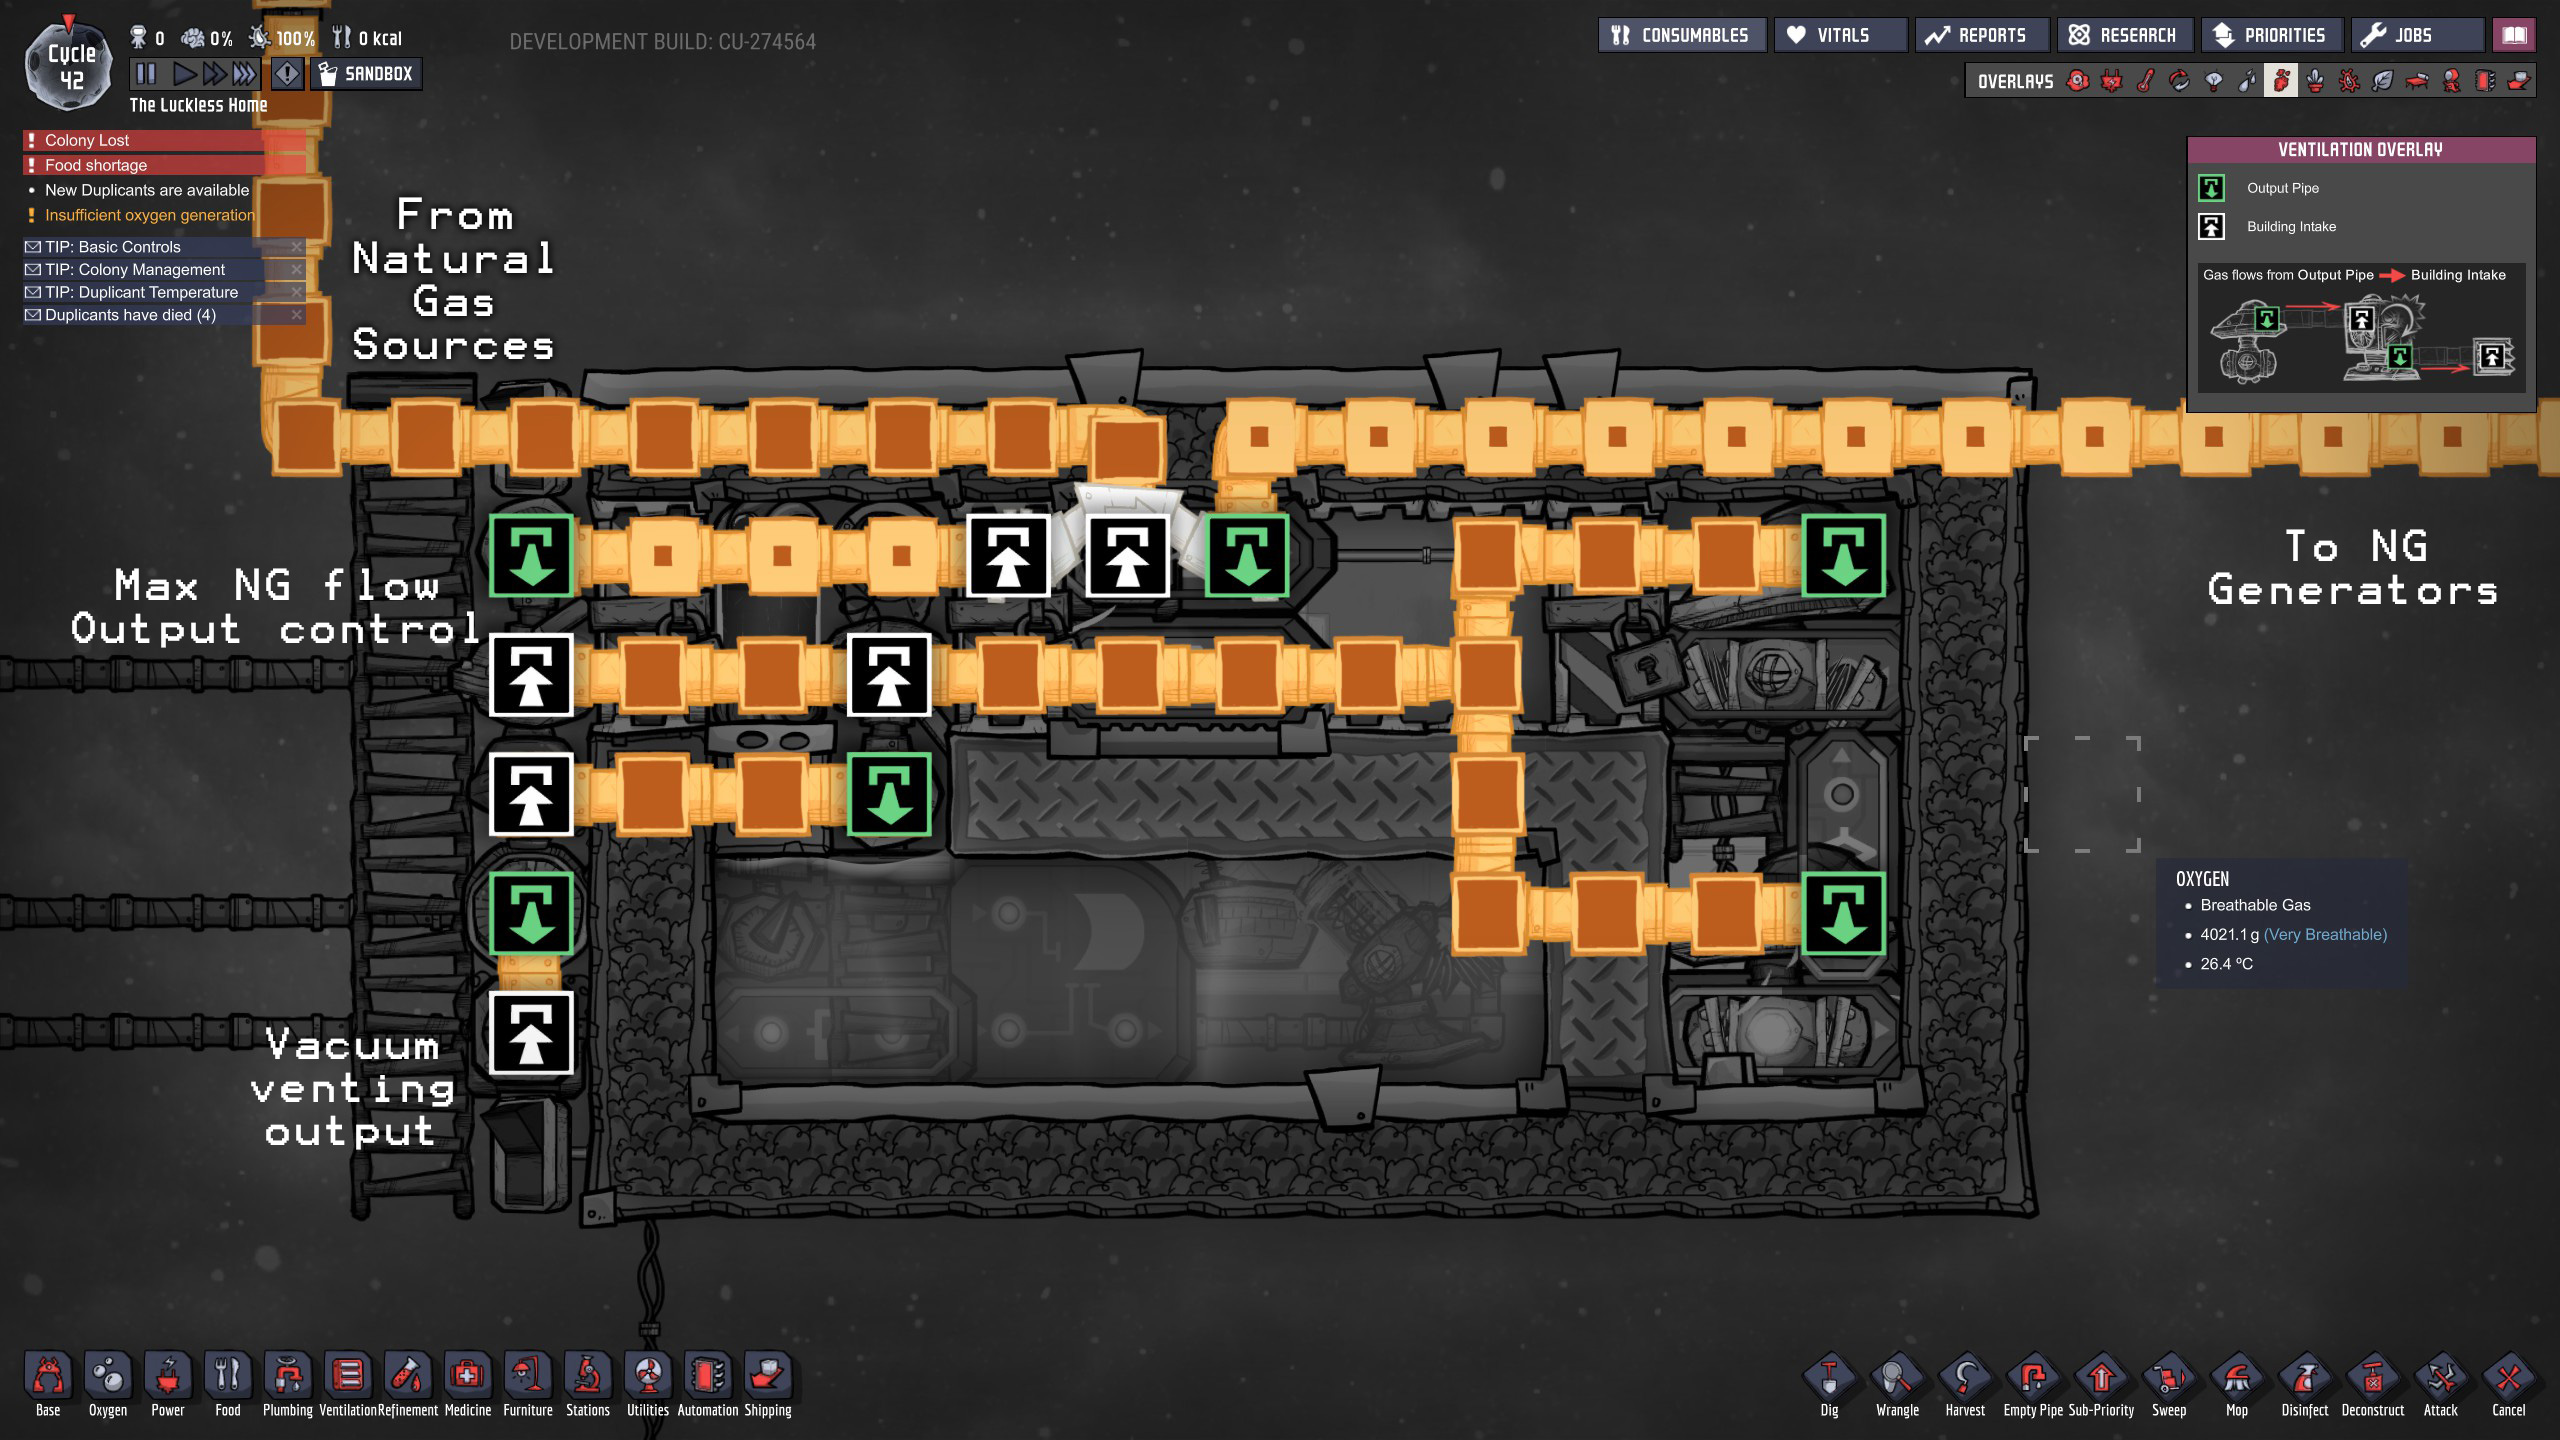 Cycle
42
0 0% 100% 0 kcal
SANDBOX
The Luckless Home
DEVELOPMENT BUILD: CU-274564
CONSUMABLES VITALS REPORTS RESEARCH PRIORITIES JOBS
OVERLAYS
! Colony Lost
! Food shortage
• New Duplicants are available
! Insufficient oxygen generation
TIP: Basic Controls
TIP: Colony Management
TIP: Duplicant Temperature
Duplicants have died (4)
VENTILATION OVERLAY
Output Pipe
Building Intake
Gas flows from Output Pipe Building Intake
From
Natural
Gas
Sources
Max NG flow
Output control
To NG
Generators
Vacuum
venting
output
OXYGEN
• Breathable Gas
• 4021.1 g (Very Breathable)
• 26.4 ºC
Base Oxygen Power Food Plumbing Ventilation Refinement Medicine Furniture Stations Utilities Automation Shipping
Dig Wrangle Harvest Empty Pipe Sub-Priority Sweep Mop Disinfect Deconstruct Attack Cancel